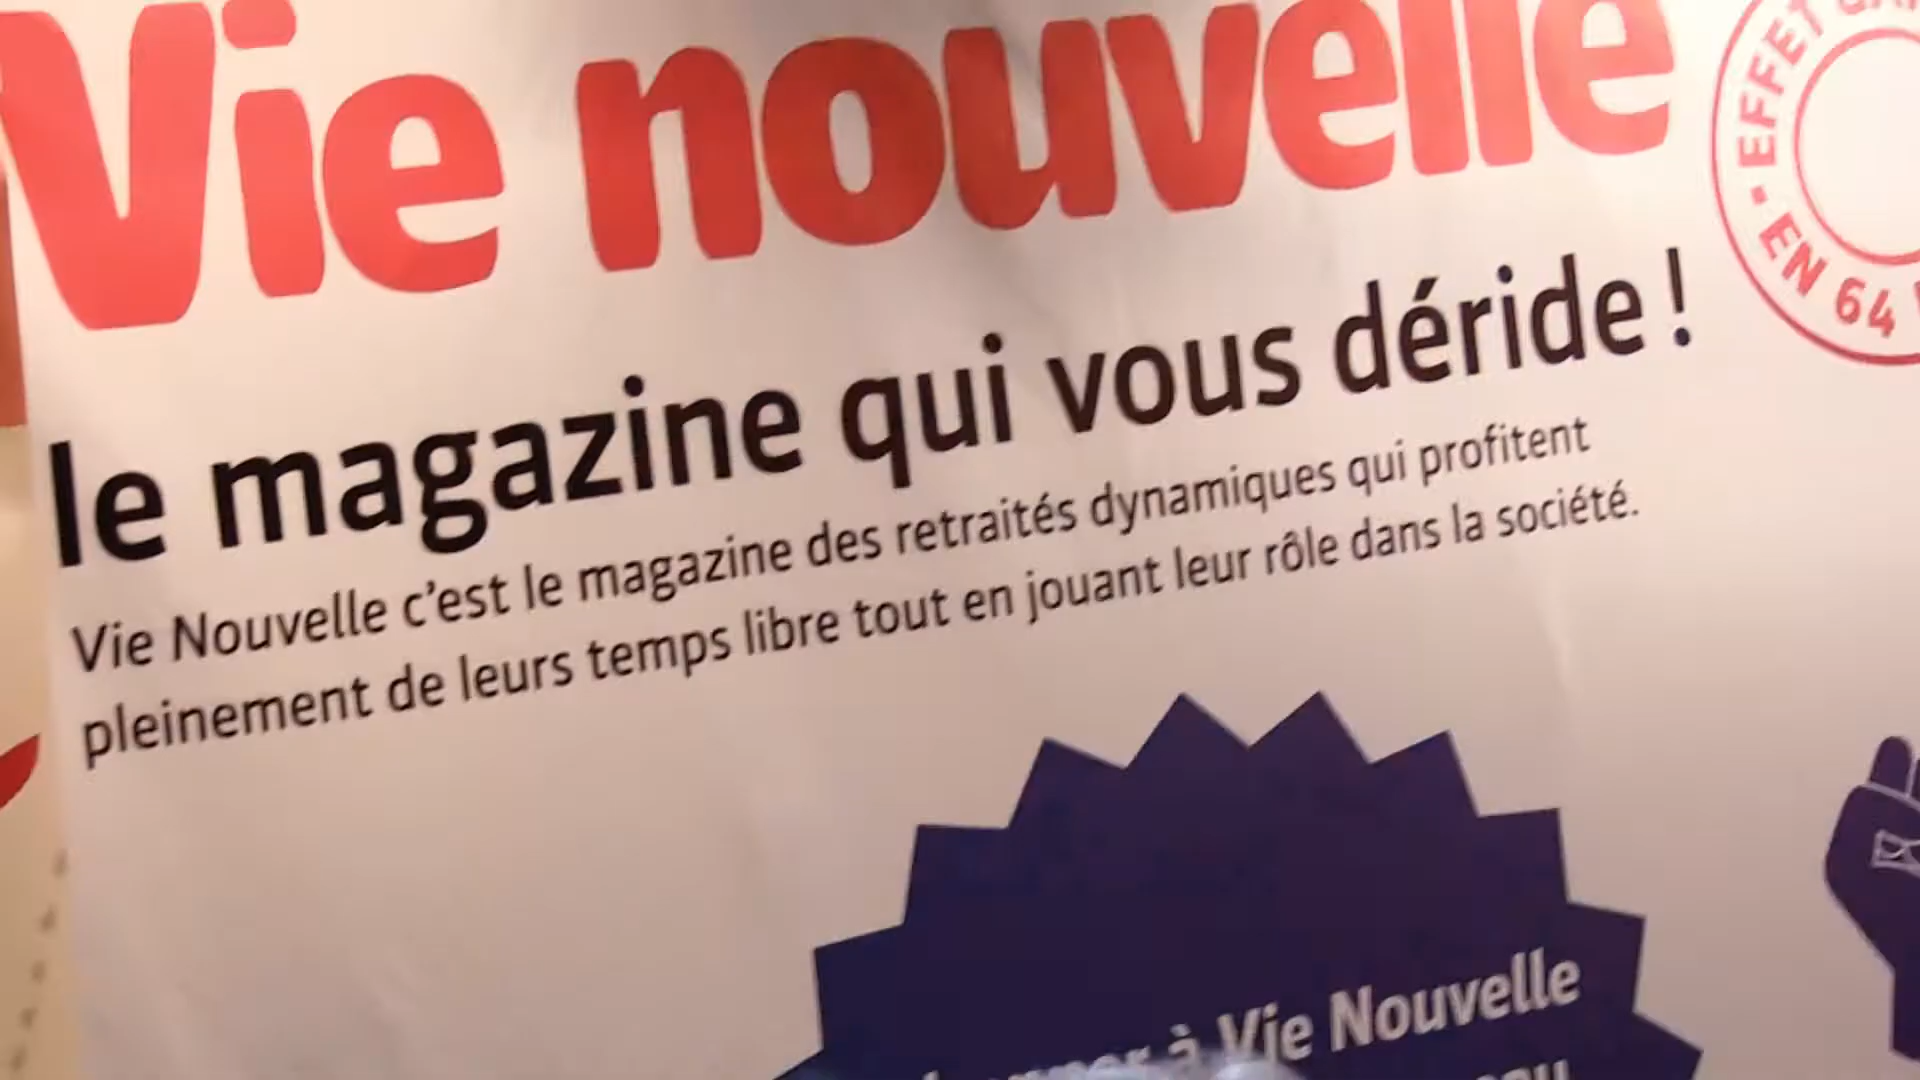 Vie nouvelle
EFFET
EN 64
le magazine qui vous déride !
Vie Nouvelle c'est le magazine des retraités dynamiques qui profitent
pleinement de leurs temps libre tout en jouant leur rôle dans la société.
à Vie Nouvelle